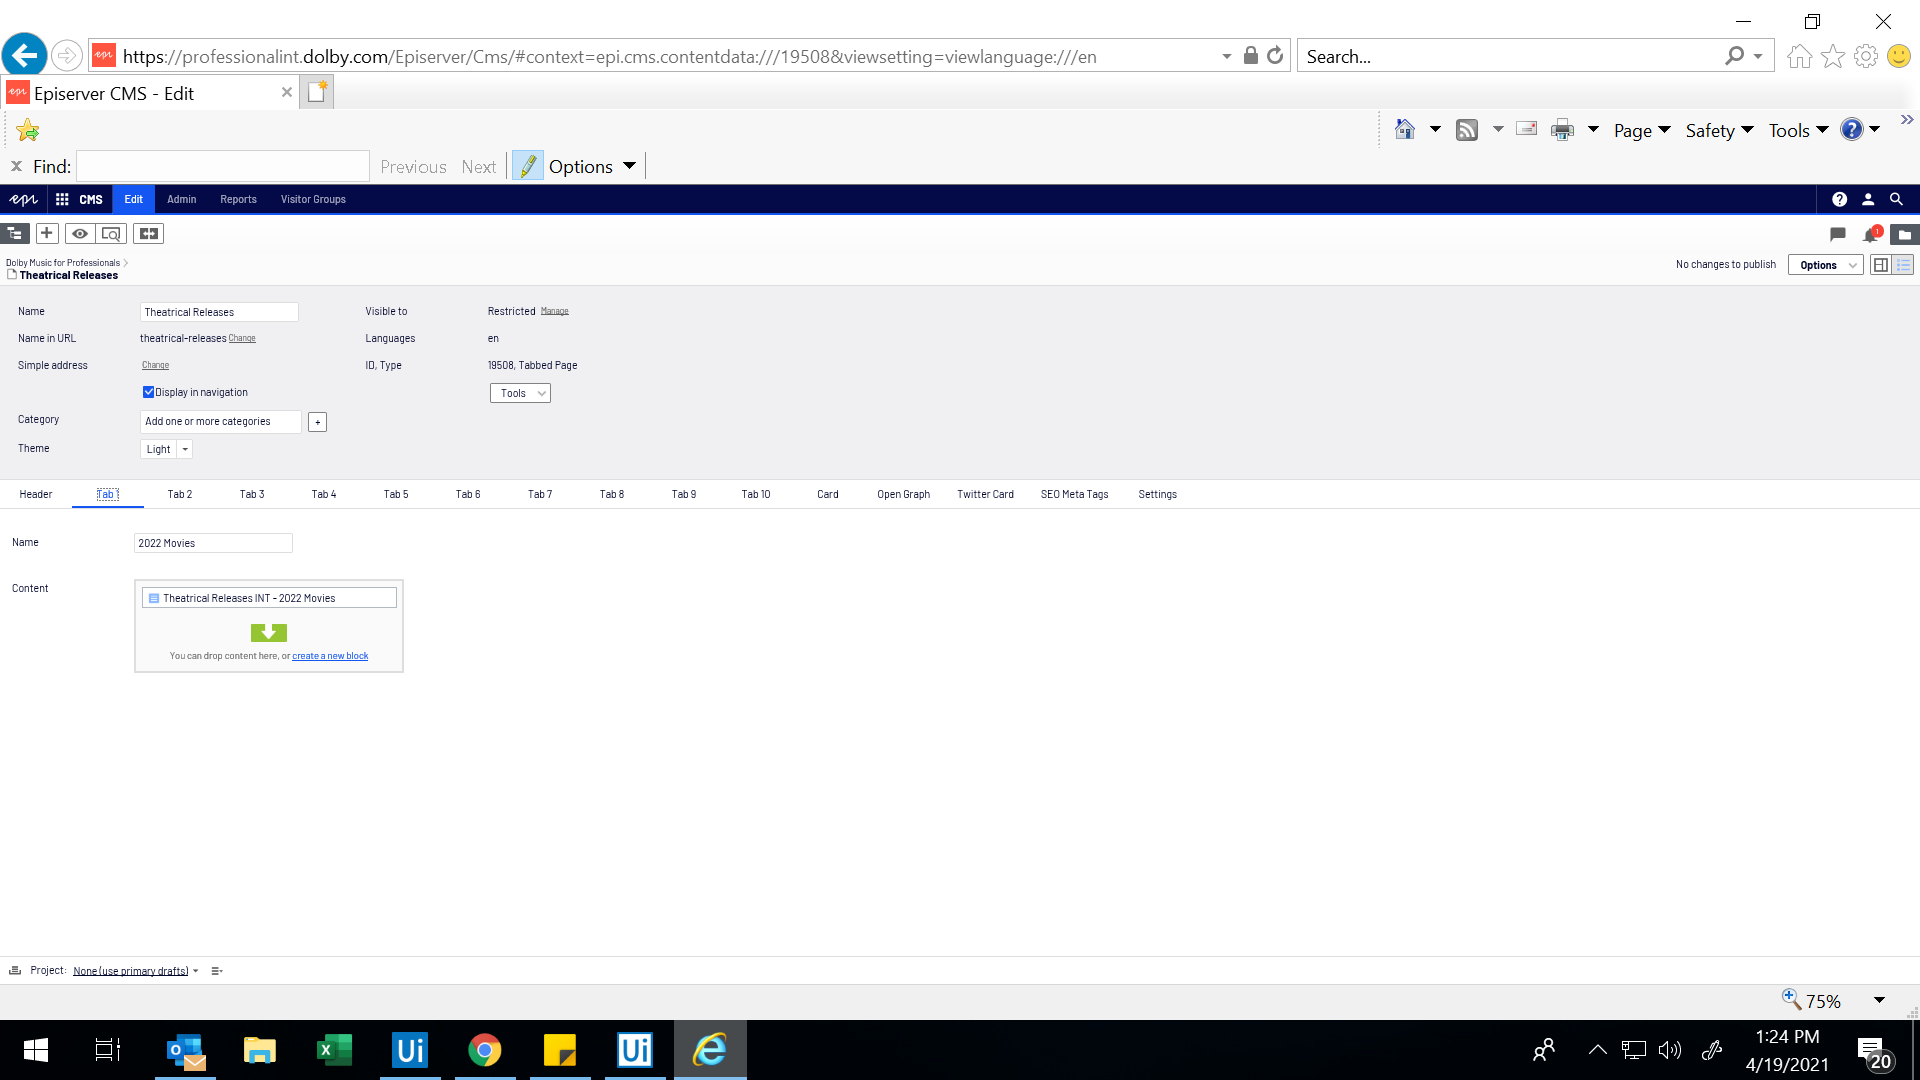 https://professionalint.dolby.com/Episerver/Cms/#context=epi.cms.contentdata:///19508&viewsetting=viewlanguage:///en
Search...
Episerver CMS - Edit
Page Safety Tools
x Find: Previous Next Options
epi CMS Edit Admin Reports Visitor Groups
1
Dolby Music for Professionals
Theatrical Releases
No changes to publish Options
Name Theatrical Releases Visible to Restricted Manage
Name in URL theatrical-releases Change Languages en
Simple address Change ID, Type 19508, Tabbed Page
Display in navigation Tools
Category Add one or more categories +
Theme Light
Header Tab 1 Tab 2 Tab 3 Tab 4 Tab 5 Tab 6 Tab 7 Tab 8 Tab 9 Tab 10 Card Open Graph Twitter Card SEO Meta Tags Settings
Name 2022 Movies
Content Theatrical Releases INT - 2022 Movies
You can drop content here, or create a new block
Project: None (use primary drafts)
75%
1:24 PM
4/19/2021
20